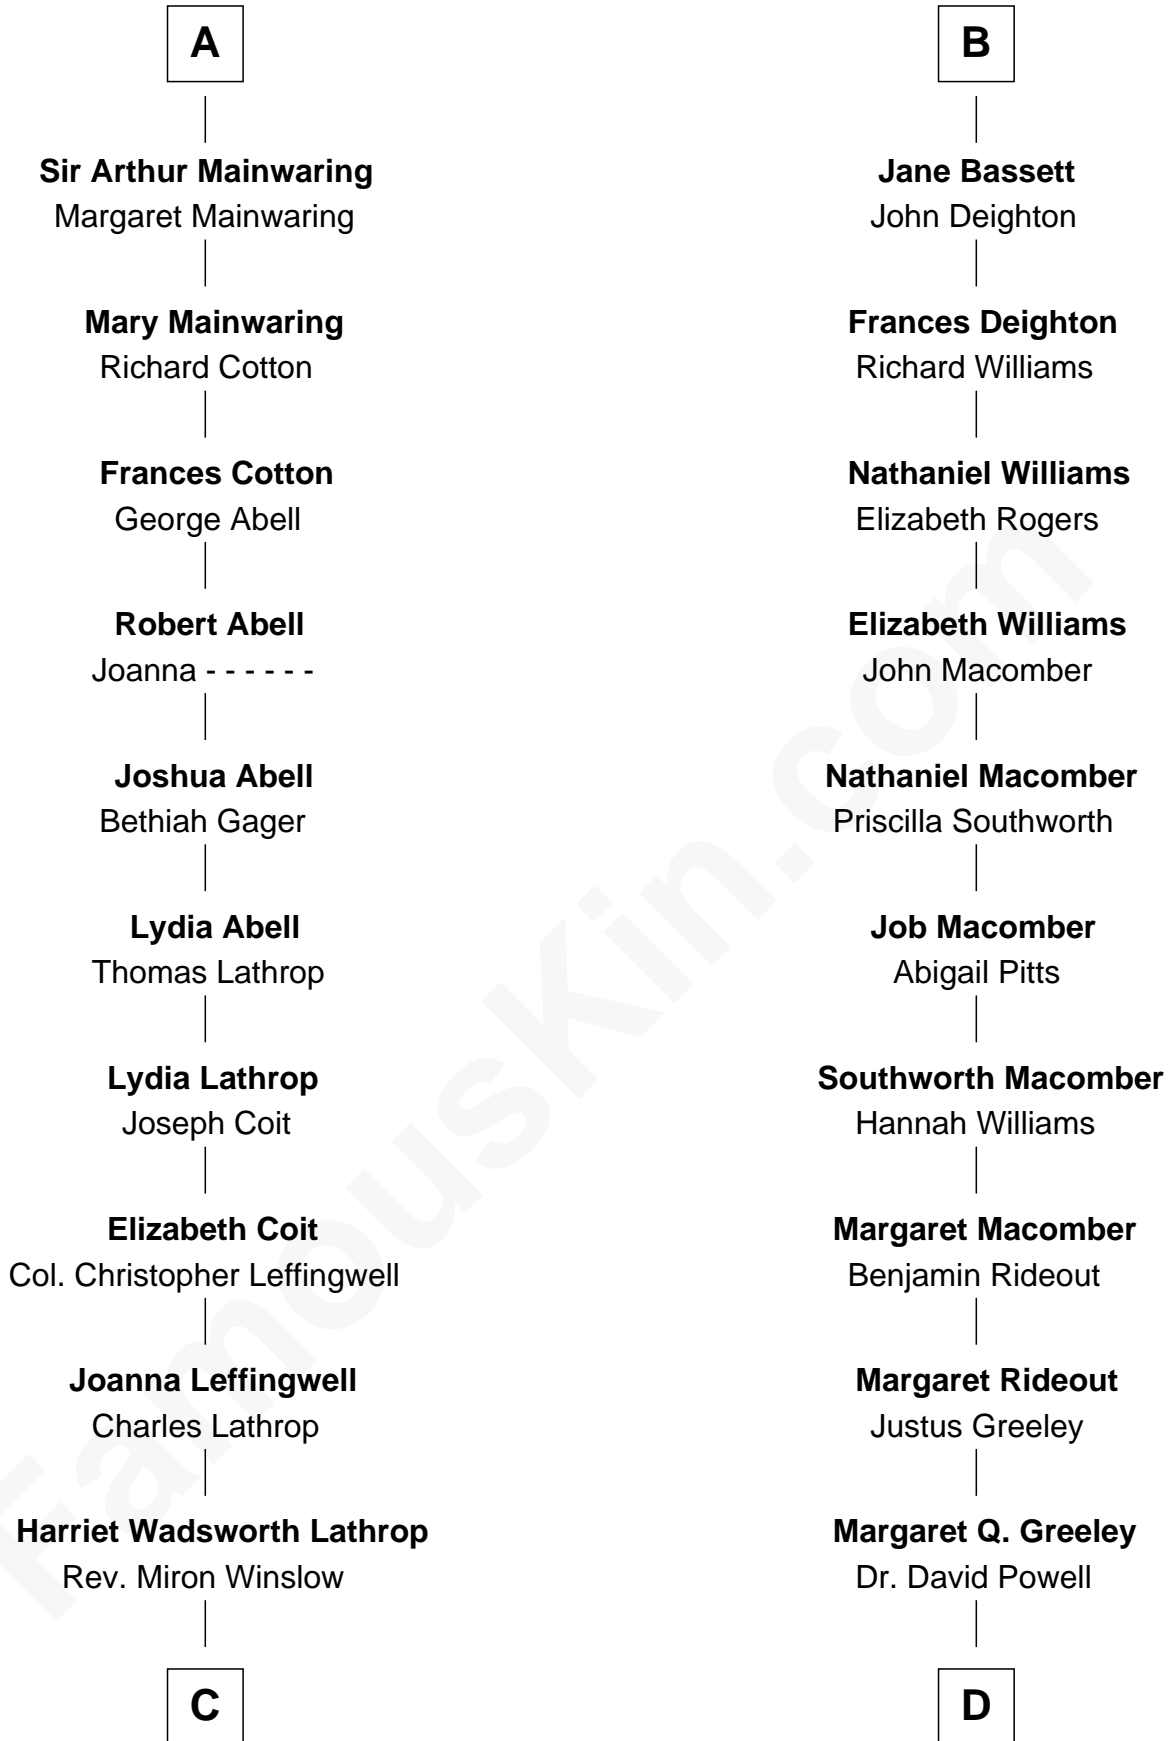 A
Sir Arthur Mainwaring
Margaret Mainwaring
Mary Mainwaring
Richard Cotton
Frances Cotton
George Abell
Robert Abell
Joanna - - - - - -
Joshua Abell
Bethiah Gager
Lydia Abell
Thomas Lathrop
Lydia Lathrop
Joseph Coit
Elizabeth Coit
Col. Christopher Leffingwell
Joanna Leffingwell
Charles Lathrop
Harriet Wadsworth Lathrop
Rev. Miron Winslow
C
B
Jane Bassett
John Deighton
Frances Deighton
Richard Williams
Nathaniel Williams
Elizabeth Rogers
Elizabeth Williams
John Macomber
Nathaniel Macomber
Priscilla Southworth
Job Macomber
Abigail Pitts
Southworth Macomber
Hannah Williams
Margaret Macomber
Benjamin Rideout
Margaret Rideout
Justus Greeley
Margaret Q. Greeley
Dr. David Powell
D
FamousKin.com